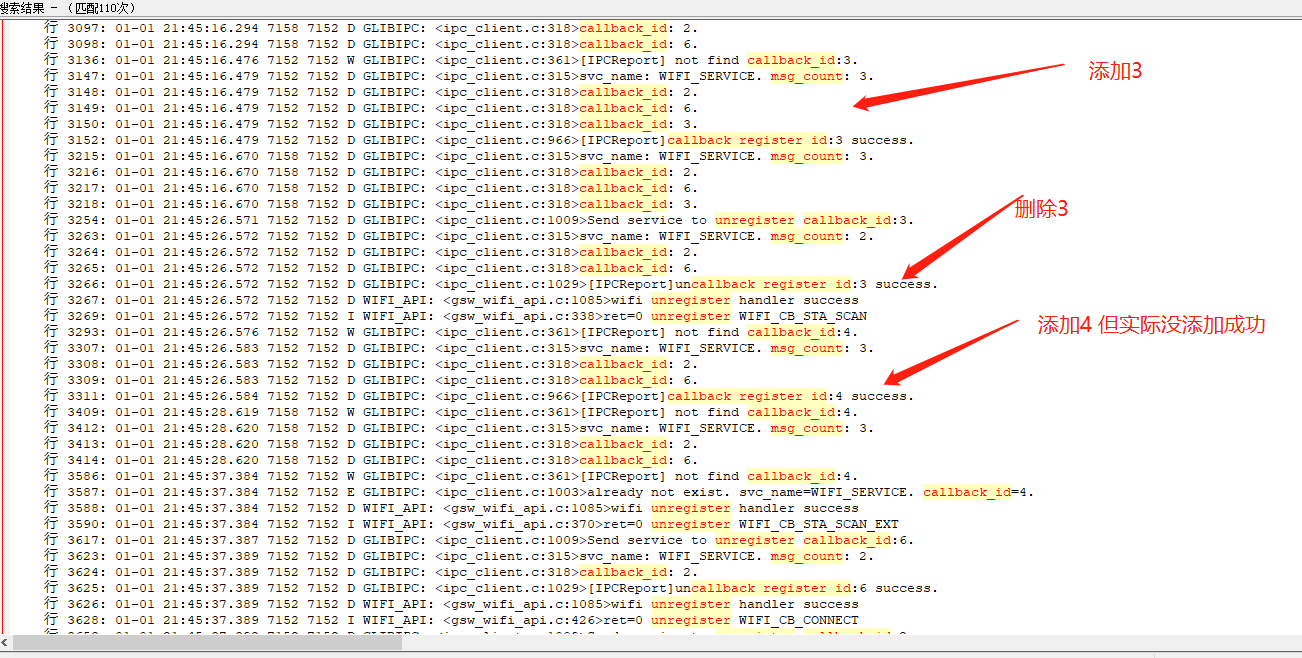 搜索结果 - （匹配110次）
行 3097: 01-01 21:45:16.294 7158 7152 D GLIBIPC: <ipc_client.c:318>callback_id: 2.
行 3098: 01-01 21:45:16.294 7158 7152 D GLIBIPC: <ipc_client.c:318>callback_id: 6.
行 3136: 01-01 21:45:16.476 7152 7152 W GLIBIPC: <ipc_client.c:361>[IPCReport] not find callback_id:3.
行 3147: 01-01 21:45:16.479 7152 7152 D GLIBIPC: <ipc_client.c:315>svc_name: WIFI_SERVICE. msg_count: 3.
添加3
行 3148: 01-01 21:45:16.479 7152 7152 D GLIBIPC: <ipc_client.c:318>callback_id: 2.
行 3149: 01-01 21:45:16.479 7152 7152 D GLIBIPC: <ipc_client.c:318>callback_id: 6.
行 3150: 01-01 21:45:16.479 7152 7152 D GLIBIPC: <ipc_client.c:318>callback_id: 3.
行 3152: 01-01 21:45:16.479 7152 7152 D GLIBIPC: <ipc_client.c:966>[IPCReport]callback register id:3 success.
行 3215: 01-01 21:45:16.670 7158 7152 D GLIBIPC: <ipc_client.c:315>svc_name: WIFI_SERVICE. msg_count: 3.
行 3216: 01-01 21:45:16.670 7158 7152 D GLIBIPC: <ipc_client.c:318>callback_id: 2.
行 3217: 01-01 21:45:16.670 7158 7152 D GLIBIPC: <ipc_client.c:318>callback_id: 6.
行 3218: 01-01 21:45:16.670 7158 7152 D GLIBIPC: <ipc_client.c:318>callback_id: 3.
删除3
行 3254: 01-01 21:45:26.571 7152 7152 D GLIBIPC: <ipc_client.c:1009>Send service to unregister callback_id:3.
行 3263: 01-01 21:45:26.572 7152 7152 D GLIBIPC: <ipc_client.c:315>svc_name: WIFI_SERVICE. msg_count: 2.
行 3264: 01-01 21:45:26.572 7152 7152 D GLIBIPC: <ipc_client.c:318>callback_id: 2.
行 3265: 01-01 21:45:26.572 7152 7152 D GLIBIPC: <ipc_client.c:318>callback_id: 6.
行 3266: 01-01 21:45:26.572 7152 7152 D GLIBIPC: <ipc_client.c:1029>[IPCReport]uncallback register id:3 success.
行 3267: 01-01 21:45:26.572 7152 7152 D WIFI_API: <gsw_wifi_api.c:1085>wifi unregister handler success
行 3269: 01-01 21:45:26.572 7152 7152 I WIFI_API: <gsw_wifi_api.c:338>ret=0 unregister WIFI_CB_STA_SCAN
添加4 但实际没添加成功
行 3293: 01-01 21:45:26.576 7152 7152 W GLIBIPC: <ipc_client.c:361>[IPCReport] not find callback_id:4.
行 3307: 01-01 21:45:26.583 7152 7152 D GLIBIPC: <ipc_client.c:315>svc_name: WIFI_SERVICE. msg_count: 3.
行 3308: 01-01 21:45:26.583 7152 7152 D GLIBIPC: <ipc_client.c:318>callback_id: 2.
行 3309: 01-01 21:45:26.583 7152 7152 D GLIBIPC: <ipc_client.c:318>callback_id: 6.
行 3311: 01-01 21:45:26.584 7152 7152 D GLIBIPC: <ipc_client.c:966>[IPCReport]callback register id:4 success.
行 3409: 01-01 21:45:28.619 7158 7152 W GLIBIPC: <ipc_client.c:361>[IPCReport] not find callback_id:4.
行 3412: 01-01 21:45:28.620 7158 7152 D GLIBIPC: <ipc_client.c:315>svc_name: WIFI_SERVICE. msg_count: 3.
行 3413: 01-01 21:45:28.620 7158 7152 D GLIBIPC: <ipc_client.c:318>callback_id: 2.
行 3414: 01-01 21:45:28.620 7158 7152 D GLIBIPC: <ipc_client.c:318>callback_id: 6.
行 3586: 01-01 21:45:37.384 7152 7152 W GLIBIPC: <ipc_client.c:361>[IPCReport] not find callback_id:4.
行 3587: 01-01 21:45:37.384 7152 7152 E GLIBIPC: <ipc_client.c:1003>already not exist. svc_name=WIFI_SERVICE. callback_id=4.
行 3588: 01-01 21:45:37.384 7152 7152 D WIFI_API: <gsw_wifi_api.c:1085>wifi unregister handler success
行 3590: 01-01 21:45:37.384 7152 7152 I WIFI_API: <gsw_wifi_api.c:370>ret=0 unregister WIFI_CB_STA_SCAN_EXT
行 3617: 01-01 21:45:37.387 7152 7152 D GLIBIPC: <ipc_client.c:1009>Send service to unregister callback_id:6.
行 3623: 01-01 21:45:37.389 7152 7152 D GLIBIPC: <ipc_client.c:315>svc_name: WIFI_SERVICE. msg_count: 2.
行 3624: 01-01 21:45:37.389 7152 7152 D GLIBIPC: <ipc_client.c:318>callback_id: 2.
行 3625: 01-01 21:45:37.389 7152 7152 D GLIBIPC: <ipc_client.c:1029>[IPCReport]uncallback register id:6 success.
行 3626: 01-01 21:45:37.389 7152 7152 D WIFI_API: <gsw_wifi_api.c:1085>wifi unregister handler success
行 3628: 01-01 21:45:37.389 7152 7152 I WIFI_API: <gsw_wifi_api.c:426>ret=0 unregister WIFI_CB_CONNECT